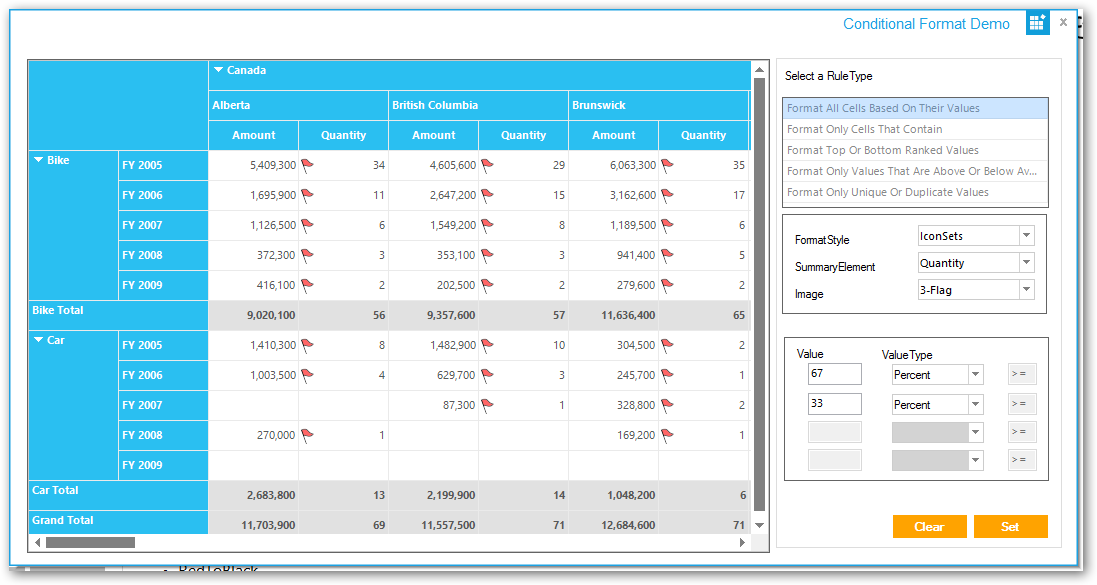 Conditional Format Demo
Canada
Alberta British Columbia Brunswick
Amount Quantity Amount Quantity Amount Quantity
Bike FY 2005 5,409,300 34 4,605,600 29 6,063,300 35
FY 2006 1,695,900 11 2,647,200 15 3,162,600 17
FY 2007 1,126,500 6 1,549,200 8 1,189,500 6
FY 2008 372,300 3 353,100 3 941,400 5
FY 2009 416,100 2 202,500 2 279,600 2
Bike Total 9,020,100 56 9,357,600 57 11,636,400 65
Car FY 2005 1,410,300 8 1,482,900 10 304,500 2
FY 2006 1,003,500 4 629,700 3 245,700 1
FY 2007 87,300 1 328,800 2
FY 2008 270,000 1 169,200 1
FY 2009
Car Total 2,683,800 13 2,199,900 14 1,048,200 6
Grand Total 11,703,900 69 11,557,500 71 12,684,600 71
Select a RuleType
Format All Cells Based On Their Values
Format Only Cells That Contain
Format Top Or Bottom Ranked Values
Format Only Values That Are Above Or Below Av...
Format Only Unique Or Duplicate Values
FormatStyle IconSets
SummaryElement Quantity
Image 3-Flag
Value ValueType
67 Percent >=
33 Percent >=
>=
>=
Clear Set
RedToBlack